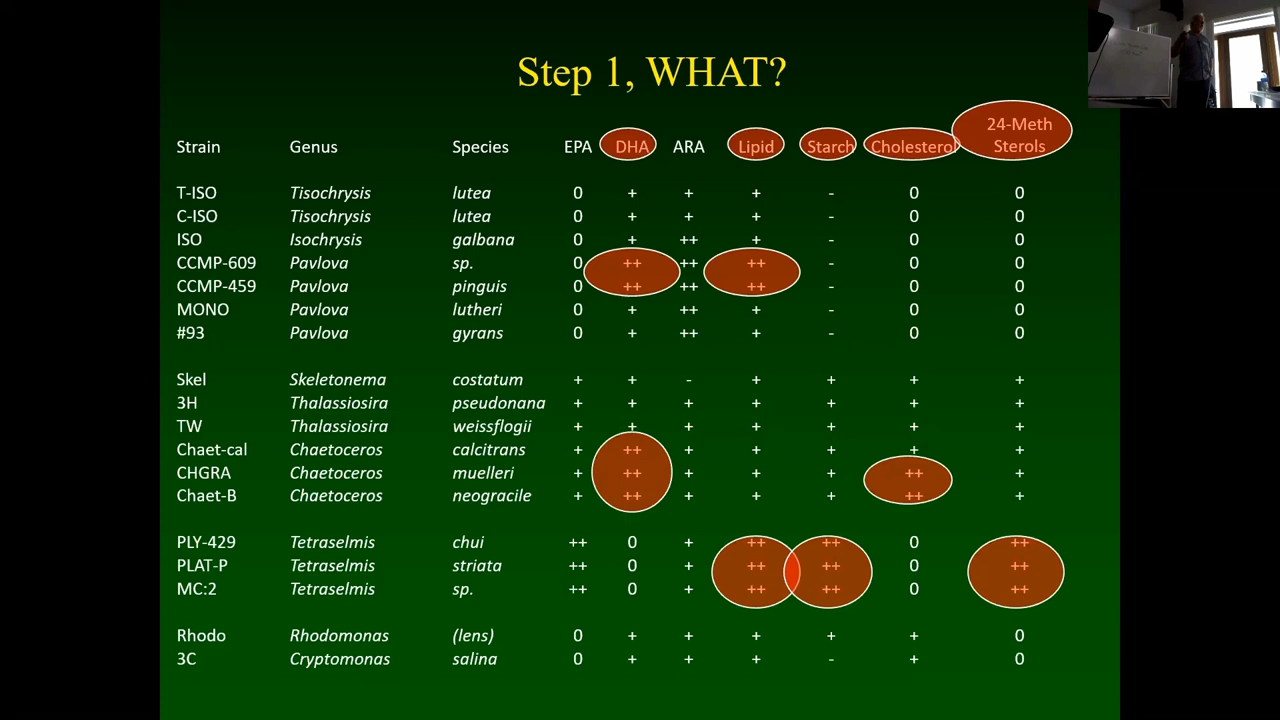 Step 1, WHAT?
24-Meth
Strain Genus Species EPA DHA ARA Lipid Starch Cholesterol Sterols
T-ISO Tisochrysis lutea 0 + + + - 0 0
C-ISO Tisochrysis lutea 0 + + + - 0 0
ISO Isochrysis galbana 0 + ++ + - 0 0
CCMP-609 Pavlova sp. 0 ++ ++ ++ - 0 0
CCMP-459 Pavlova pinguis 0 ++ ++ ++ - 0 0
MONO Pavlova lutheri 0 + ++ + - 0 0
#93 Pavlova gyrans 0 + ++ + - 0 0
Skel Skeletonema costatum + + - + + + +
3H Thalassiosira pseudonana + + + + + + +
TW Thalassiosira weissflogii + + + + + + +
Chaet-cal Chaetoceros calcitrans + ++ + + + + +
CHGRA Chaetoceros muelleri + ++ + + + ++ +
Chaet-B Chaetoceros neogracile + ++ + + + ++ +
PLY-429 Tetraselmis chui ++ 0 + ++ ++ 0 ++
PLAT-P Tetraselmis striata ++ 0 + ++ ++ 0 ++
MC:2 Tetraselmis sp. ++ 0 + ++ ++ 0 ++
Rhodo Rhodomonas (lens) 0 + + + + + 0
3C Cryptomonas salina 0 + + + - + 0